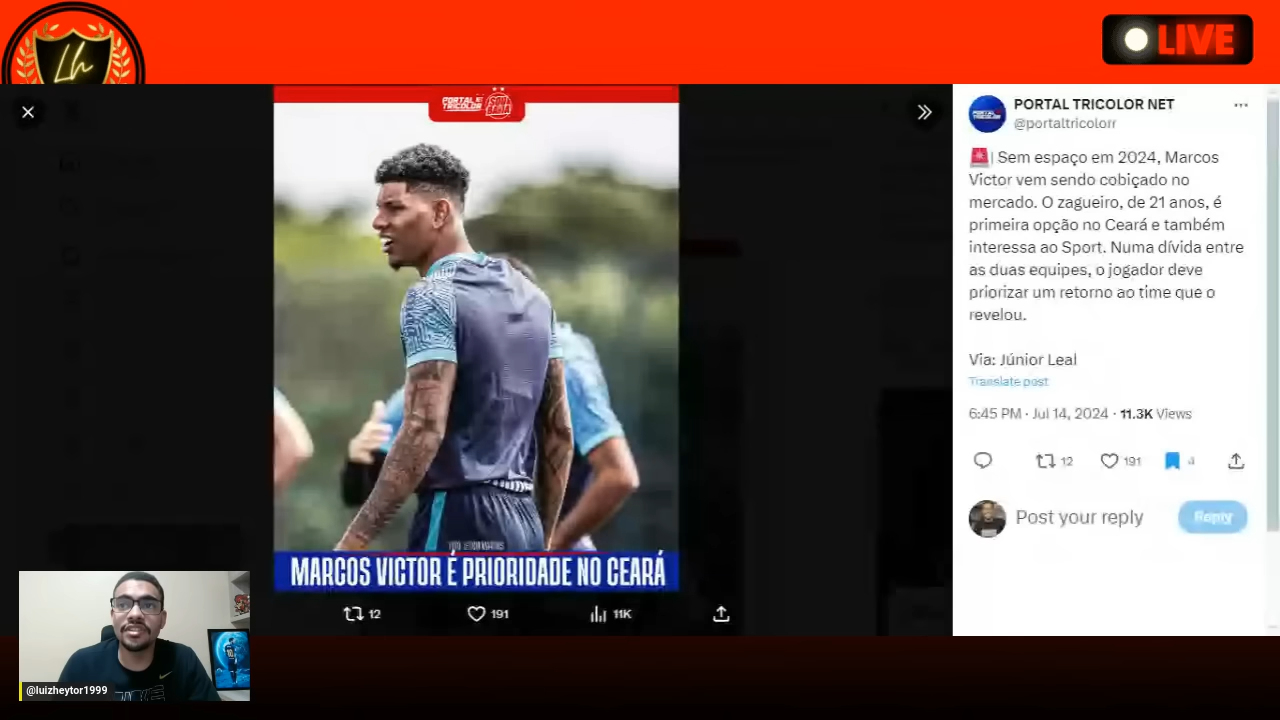 Lh
LIVE
PORTAL
TRICOLOR
MARCOS VICTOR É PRIORIDADE NO CEARÁ
12
191
11K
PORTAL TRICOLOR NET
@portaltricolorr
| Sem espaço em 2024, Marcos
Victor vem sendo cobiçado no
mercado. O zagueiro, de 21 anos, é
primeira opção no Ceará e também
interessa ao Sport. Numa dívida entre
as duas equipes, o jogador deve
priorizar um retorno ao time que o
revelou.
Via: Júnior Leal
Translate post
6:45 PM · Jul 14, 2024 · 11.3K Views
12
191
4
Post your reply
Reply
@luizheytor1999